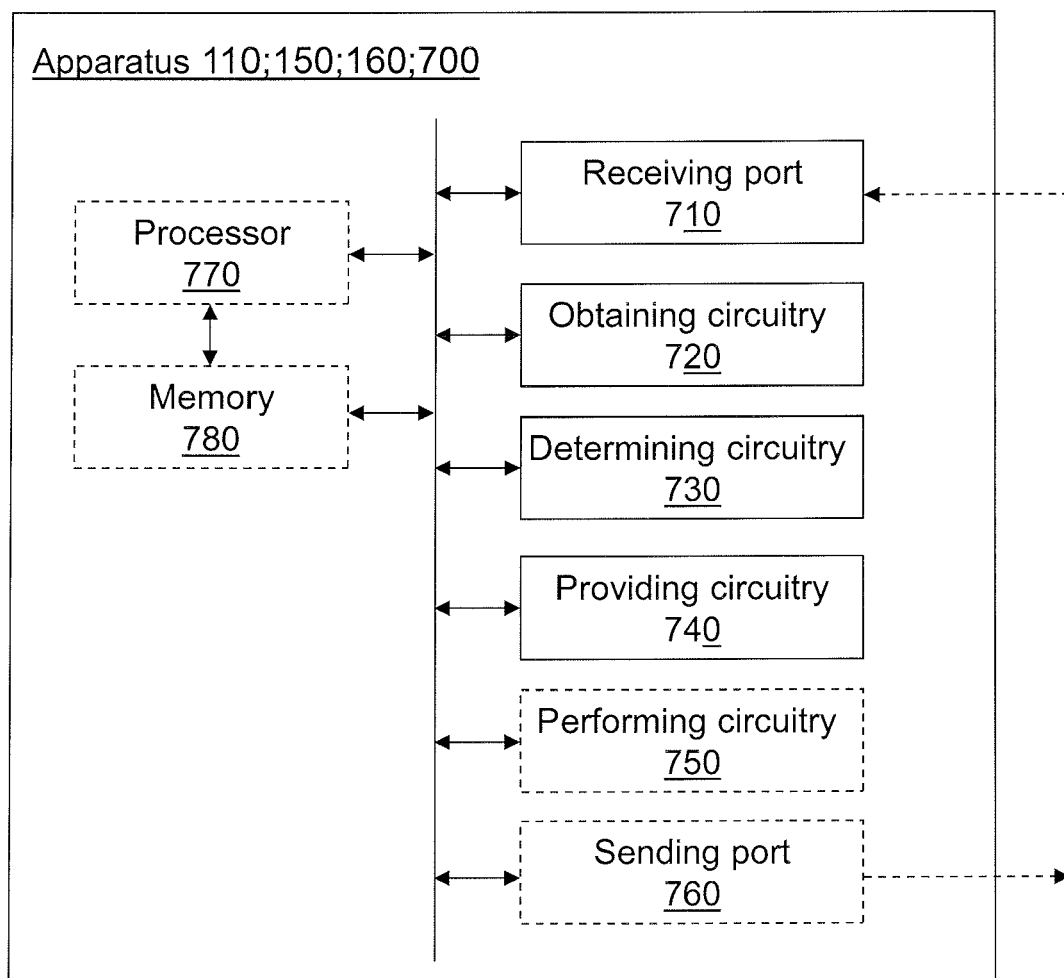 Apparatus 110;150;160;700
Receiving port
710
Processor
770
Obtaining circuitry
720
Memory
780
Determining circuitry
730
Providing circuitry
740
Performing circuitry
750
Sending port
760